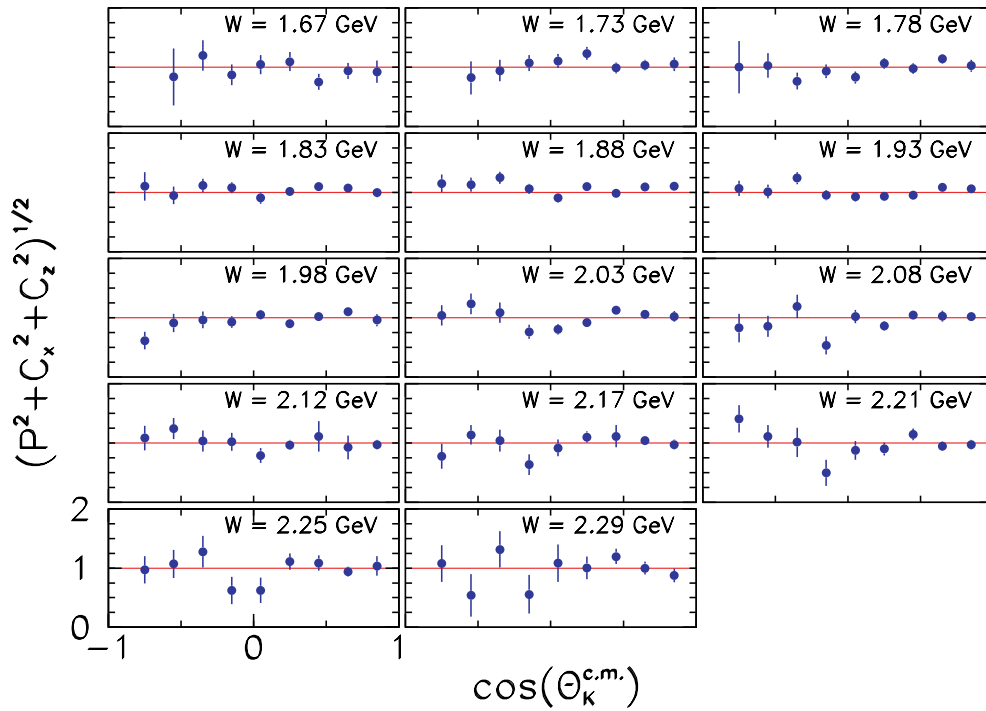 W = 1.67 GeV
W = 1.73 GeV
W = 1.78 GeV
W = 1.83 GeV
W = 1.88 GeV
W = 1.93 GeV
W = 1.98 GeV
W = 2.03 GeV
W = 2.08 GeV
W = 2.12 GeV
W = 2.17 GeV
W = 2.21 GeV
W = 2.25 GeV
W = 2.29 GeV
(P²+Cₓ²+C_z²)^1/2
2
1
0
−1 0 1
cos(Θ_K^c.m.)